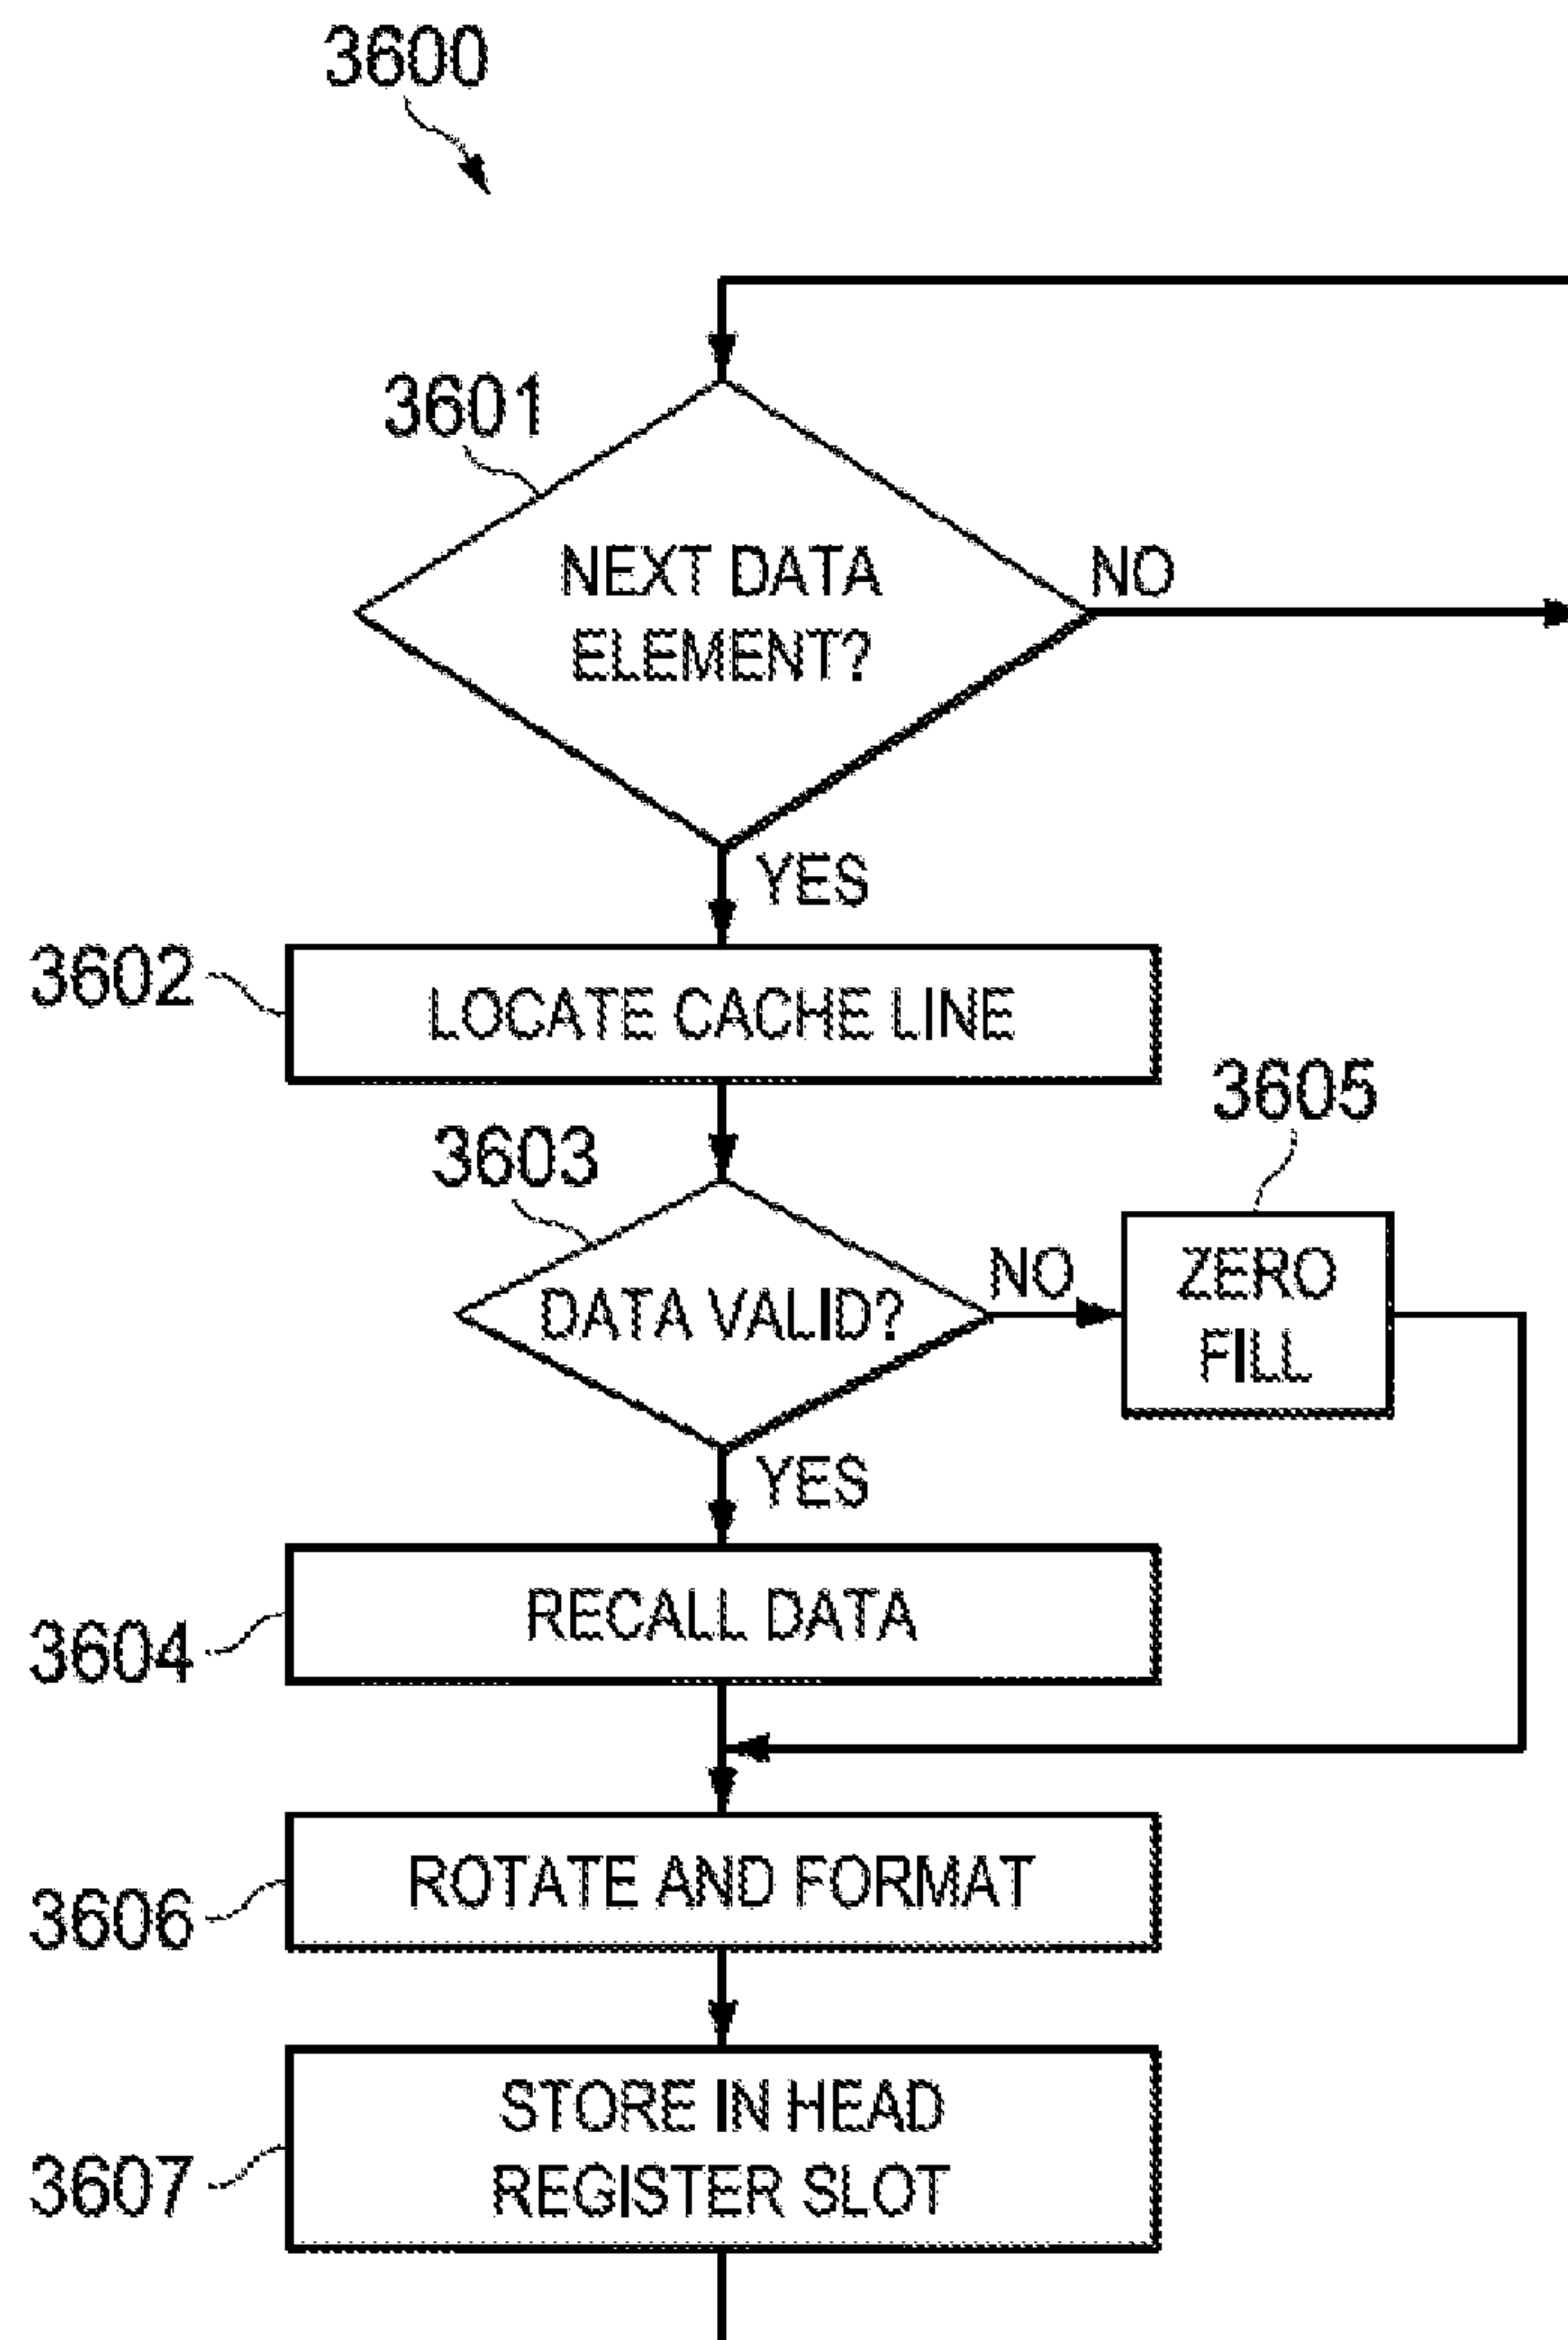 3600
3601
NEXT DATA
ELEMENT?
NO
YES
3602
LOCATE CACHE LINE
3605
3603
DATA VALID?
NO
ZERO
FILL
YES
RECALL DATA
3604
ROTATE AND FORMAT
3606
STORE IN HEAD
REGISTER SLOT
3607